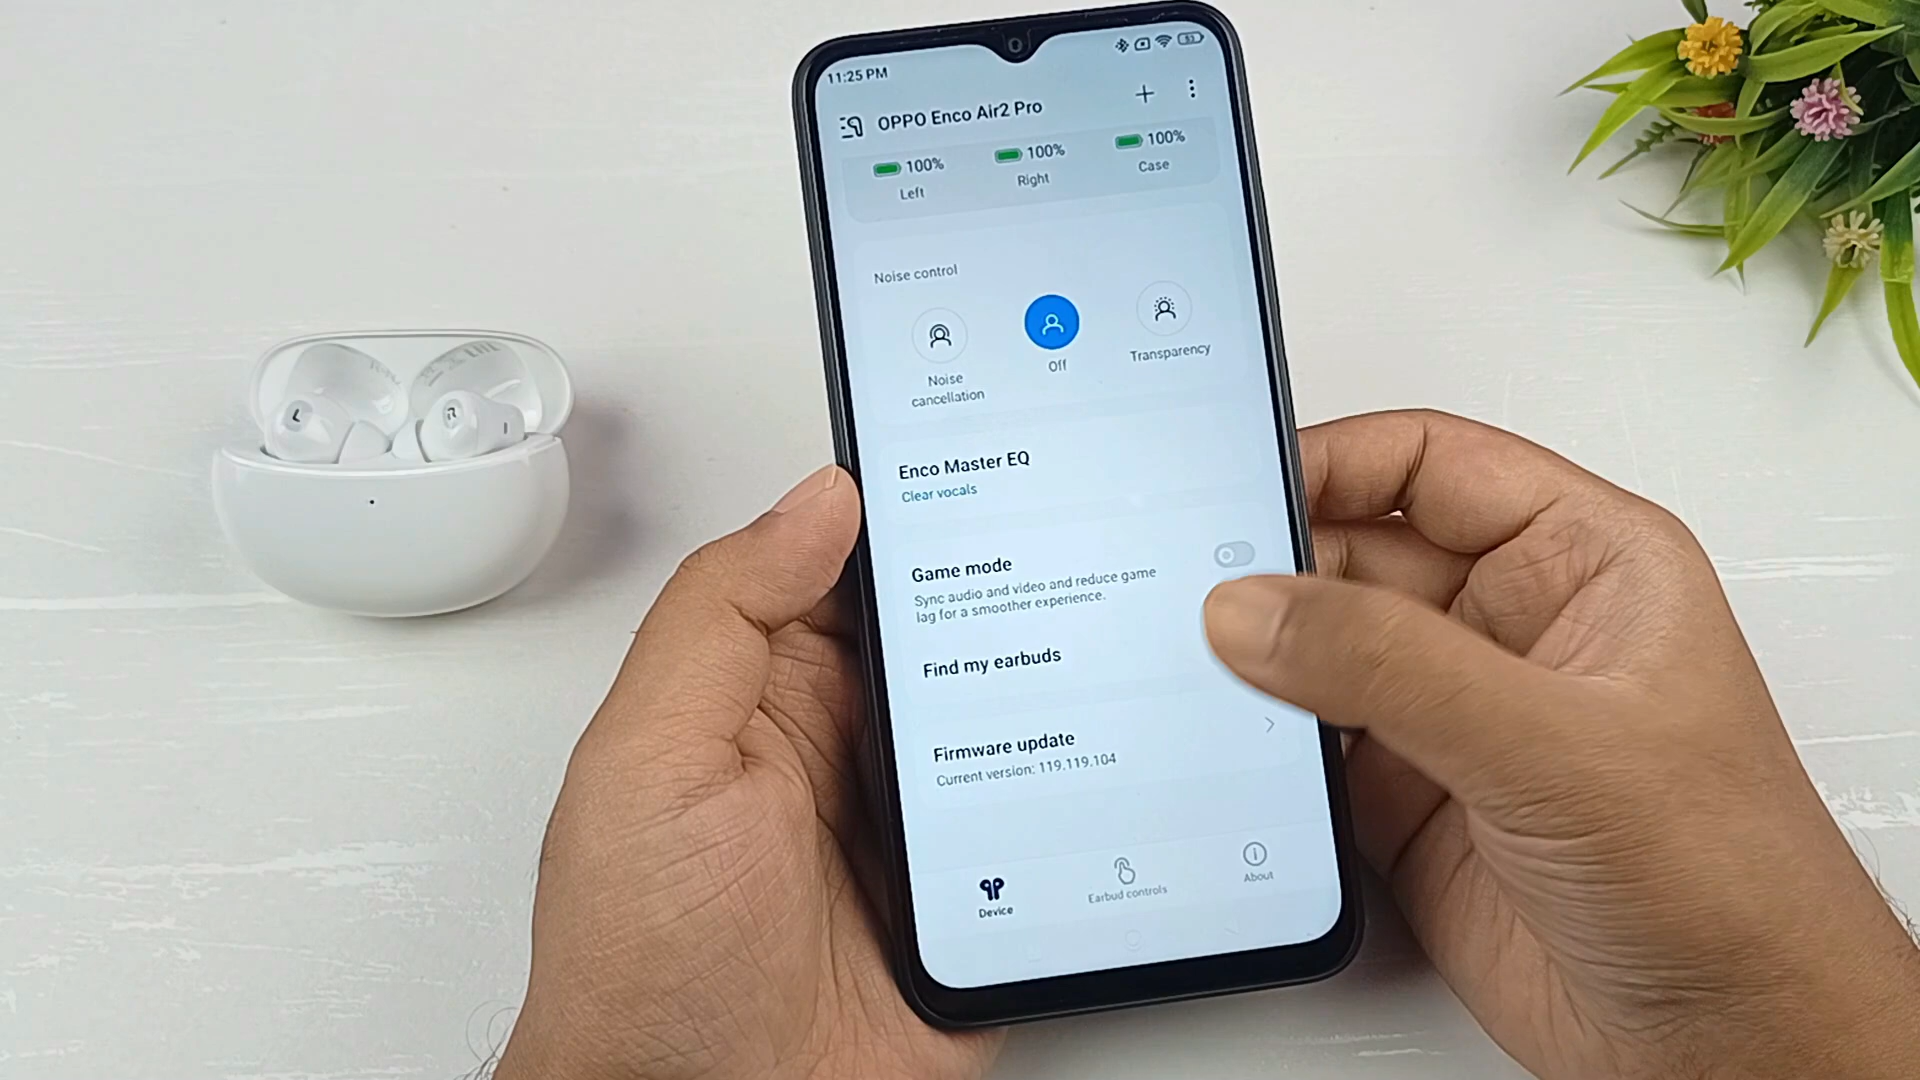 11:25 PM
53
OPPO Enco Air2 Pro
100%
100%
100%
Left
Right
Case
Noise control
Noise
cancellation
Off
Transparency
Enco Master EQ
Clear vocals
Game mode
Sync audio and video and reduce game
lag for a smoother experience.
Find my earbuds
Firmware update
Current version: 119.119.104
Device
Earbud controls
About
L
R